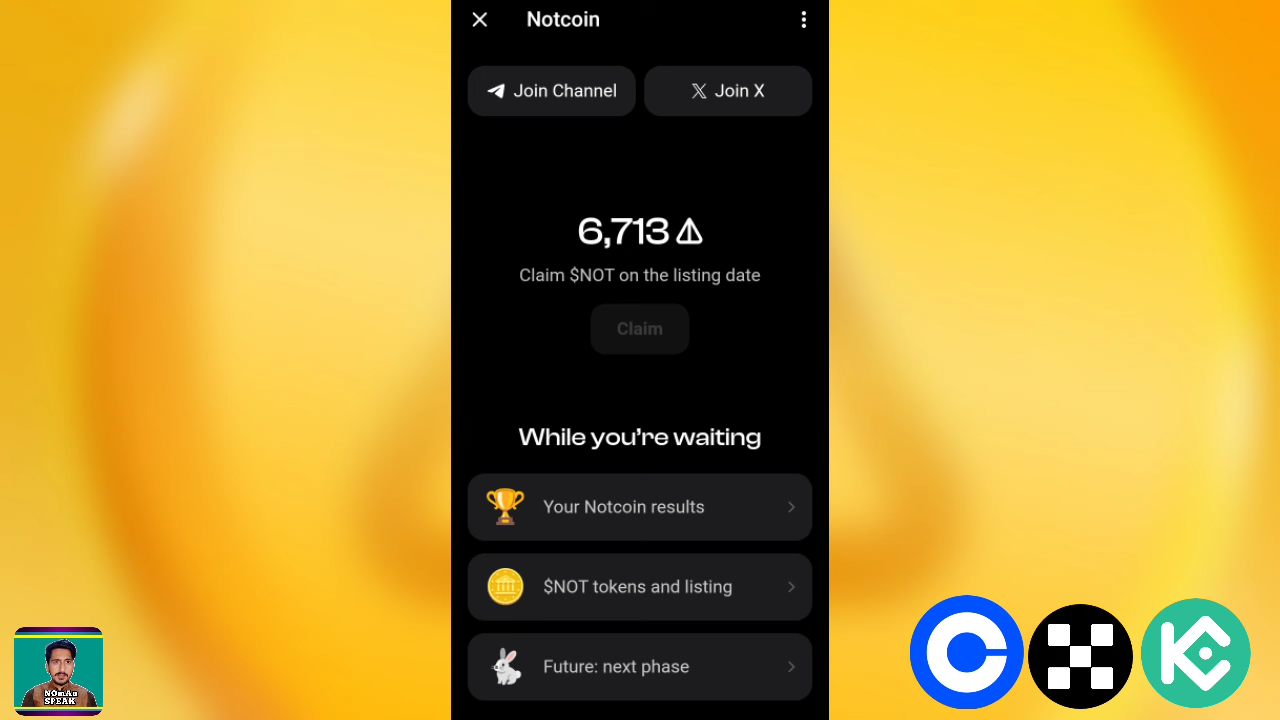 Notcoin
Join Channel
Join X
6,713
Claim $NOT on the listing date
Claim
While you're waiting
Your Notcoin results
$NOT tokens and listing
Future: next phase
NOmAn
SPEAK